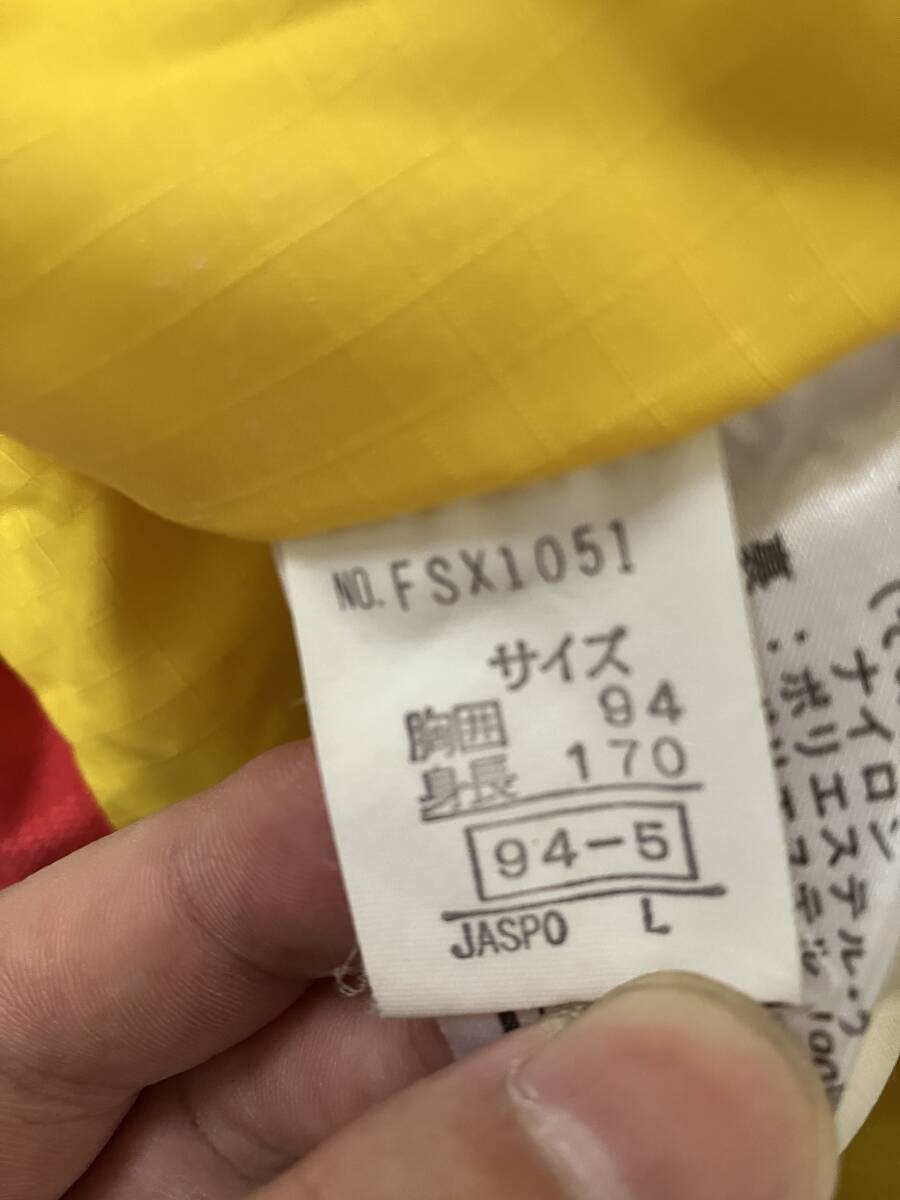 NO. FSX1051
サイズ
胸囲 94
身長 170
94-5
JASPO L
裏
ナイロン
：ポリエステル・